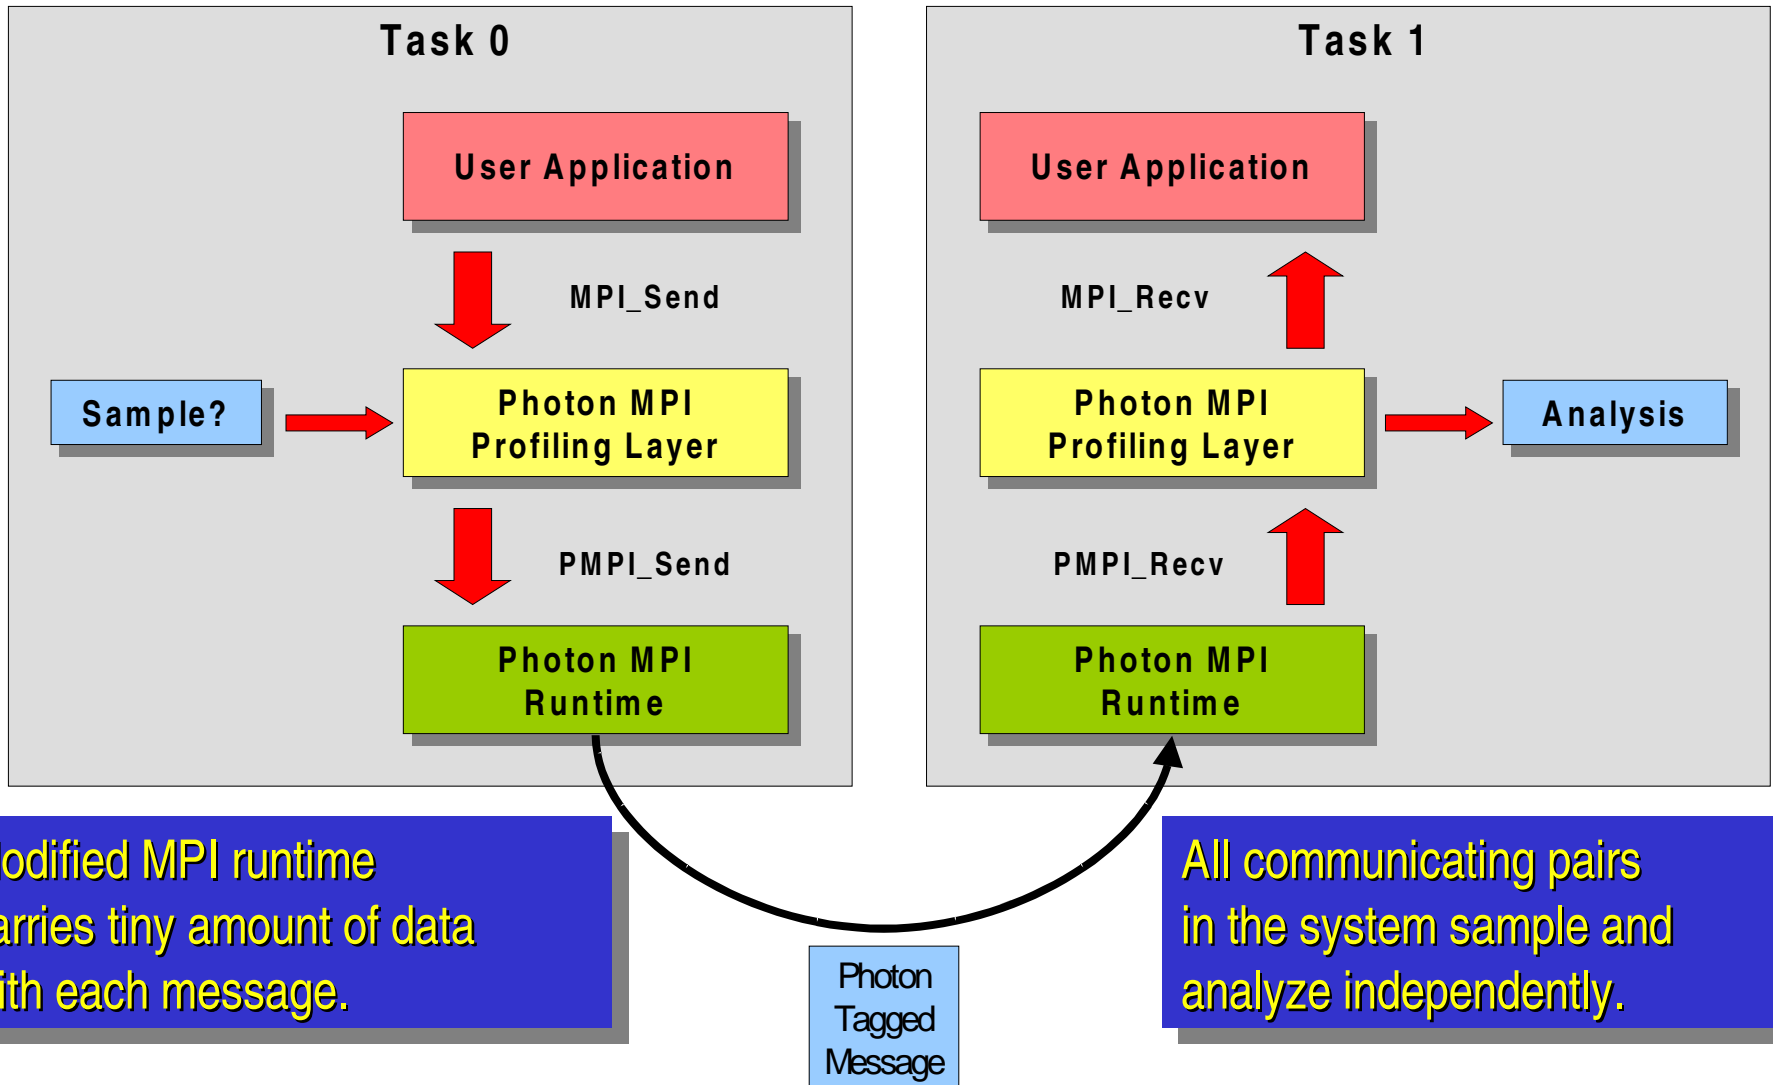 Task 0
User Application
MPI_Send
Sample?
Photon MPI
Profiling Layer
PMPI_Send
Photon MPI
Runtime
Task 1
User Application
MPI_Recv
Photon MPI
Profiling Layer
Analysis
PMPI_Recv
Photon MPI
Runtime
odified MPI runtime
arries tiny amount of data
ith each message.
Photon
Tagged
Message
All communicating pairs
in the system sample and
analyze independently.